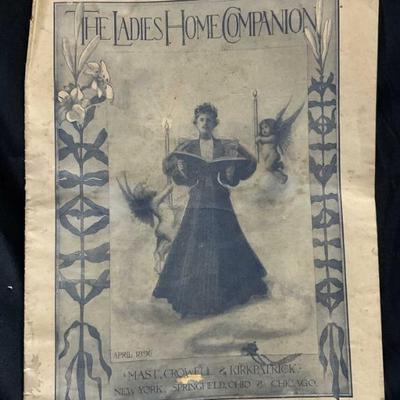 THE LADIES HOME COMPANION
APRIL 1896
MAST, CROWELL & KIRKPATRICK.
NEW YORK, SPRINGFIELD, OHIO & CHICAGO.